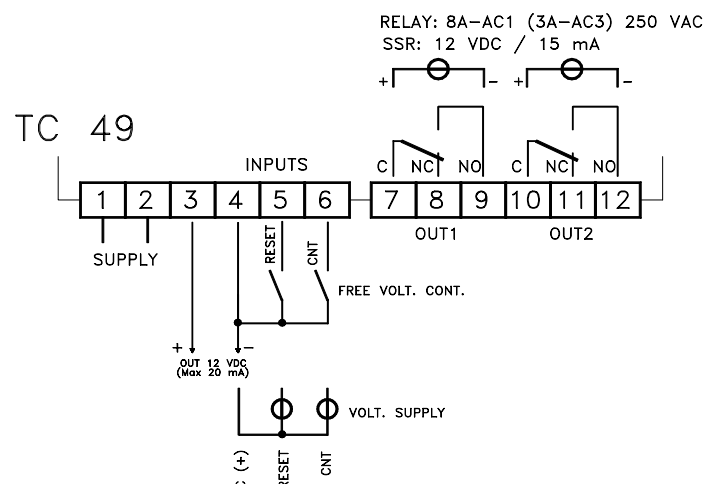 RELAY: 8A-AC1 (3A-AC3) 250 VAC
SSR: 12 VDC / 15 mA
+ - + -
TC 49
INPUTS
C NC NO C NC NO
1 2 3 4 5 6 7 8 9 10 11 12
SUPPLY
OUT1
OUT2
RESET
CNT
FREE VOLT. CONT.
+ -
OUT 12 VDC
(Max 20 mA)
VOLT. SUPPLY
(+)
RESET
CNT